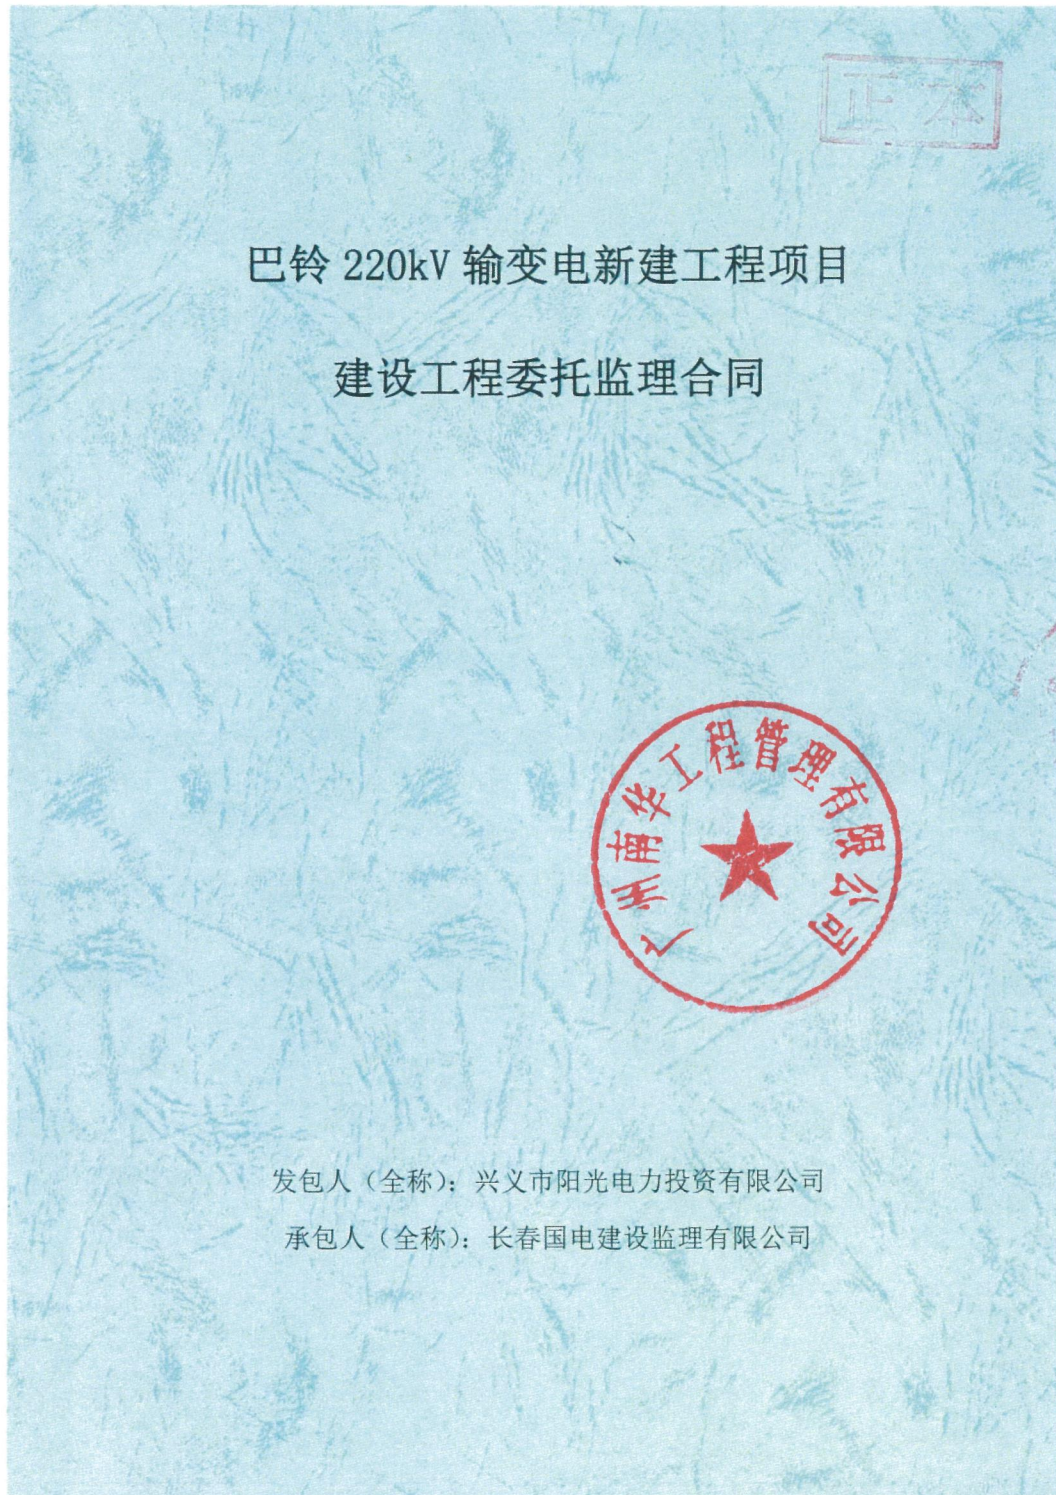 正本
巴铃 220kV 输变电新建工程项目
建设工程委托监理合同
广州南华工程管理有限公司
发包人（全称）：兴义市阳光电力投资有限公司
承包人（全称）：长春国电建设监理有限公司